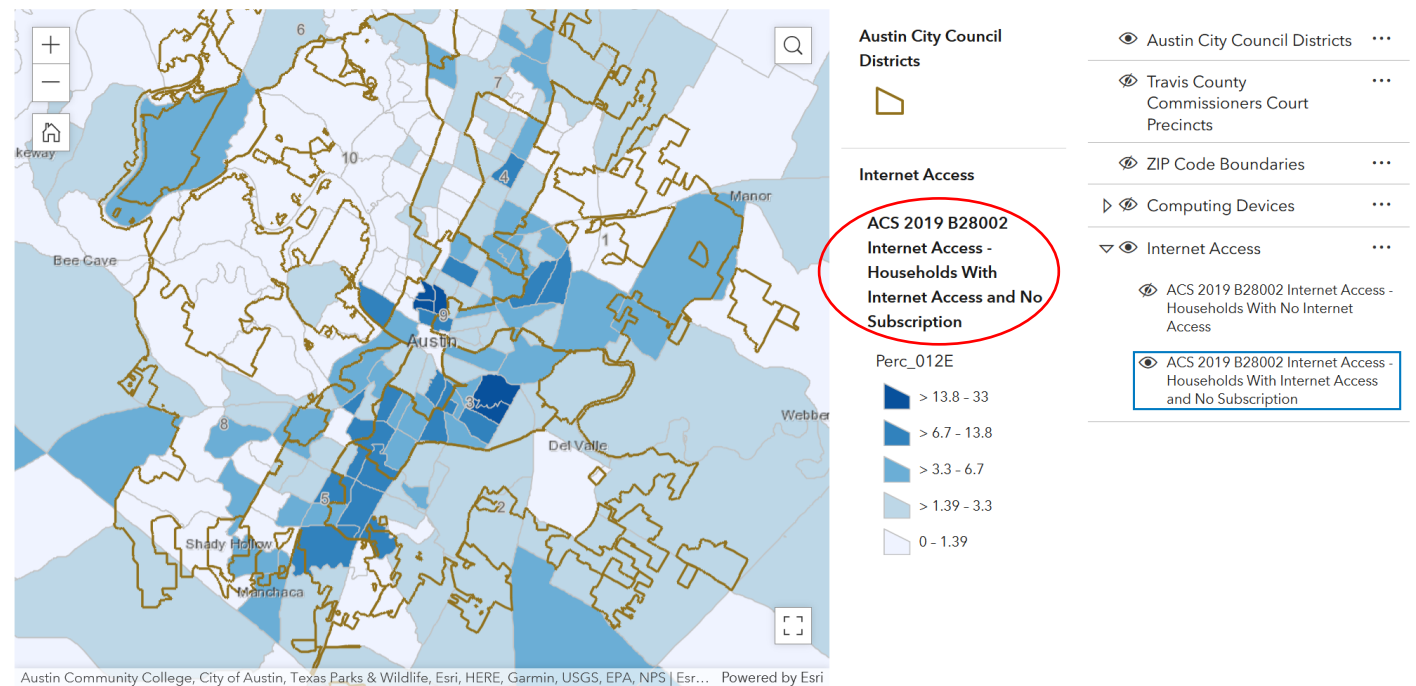 6
7
keway
10
4
Manor
1
Bee Cave
9
Austin
3
8
Webber
Del Valle
5
2
Shady Hollow
Manchaca
Austin Community College, City of Austin, Texas Parks & Wildlife, Esri, HERE, Garmin, USGS, EPA, NPS | Esr... Powered by Esri
Austin City Council
Districts
Internet Access
ACS 2019 B28002
Internet Access -
Households With
Internet Access and No
Subscription
Perc_012E
> 13.8 - 33
> 6.7 - 13.8
> 3.3 - 6.7
> 1.39 - 3.3
0 - 1.39
Austin City Council Districts
Travis County
Commissioners Court
Precincts
ZIP Code Boundaries
Computing Devices
Internet Access
ACS 2019 B28002 Internet Access -
Households With No Internet
Access
ACS 2019 B28002 Internet Access -
Households With Internet Access
and No Subscription